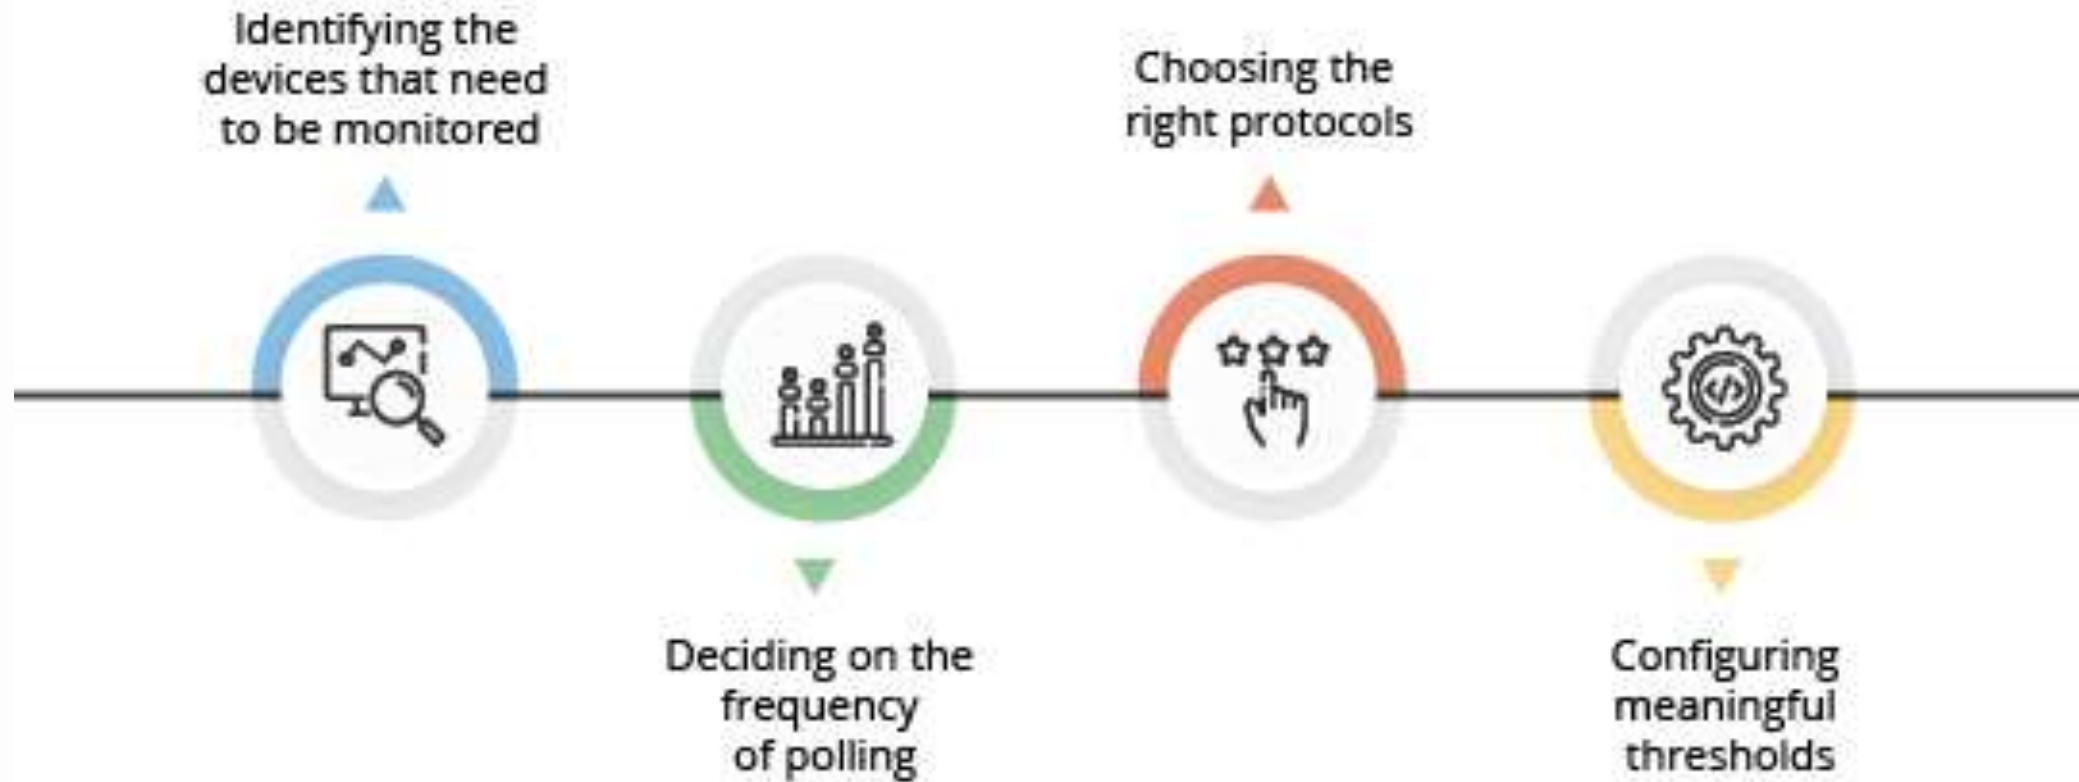 Identifying the
devices that need
to be monitored
Deciding on the
frequency
of polling
Choosing the
right protocols
Configuring
meaningful
thresholds